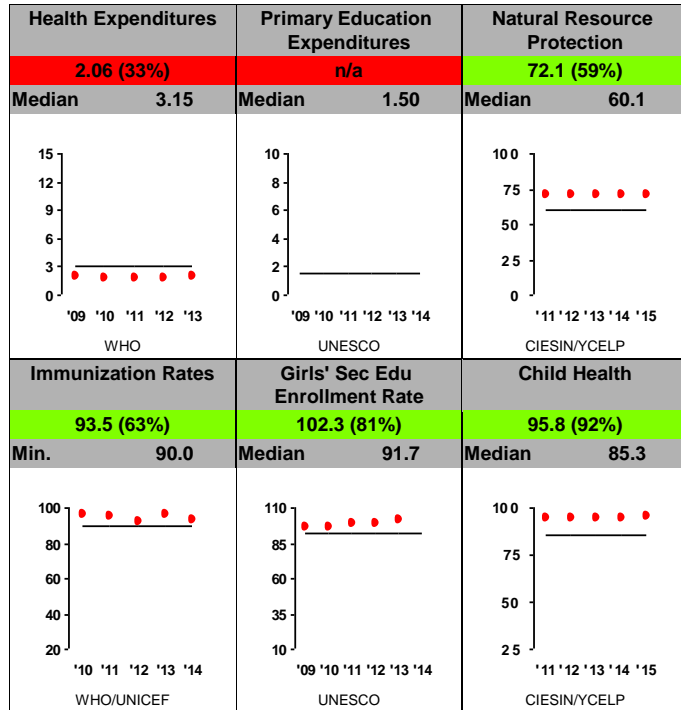 Health Expenditures
2.06 (33%)
Median 3.15
15
12
9
6
3
0
'09 '10 '11 '12 '13
WHO
Primary Education
Expenditures
n/a
Median 1.50
10
8
6
4
2
0
'09 '10 '11 '12 '13 '14
UNESCO
Natural Resource
Protection
72.1 (59%)
Median 60.1
100
75
50
25
0
'11 '12 '13 '14 '15
CIESIN/YCELP
Immunization Rates
93.5 (63%)
Min. 90.0
100
80
60
40
20
'10 '11 '12 '13 '14
WHO/UNICEF
Girls' Sec Edu
Enrollment Rate
102.3 (81%)
Median 91.7
110
85
60
35
10
'09 '10 '11 '12 '13 '14
UNESCO
Child Health
95.8 (92%)
Median 85.3
100
75
50
25
'11 '12 '13 '14 '15
CIESIN/YCELP